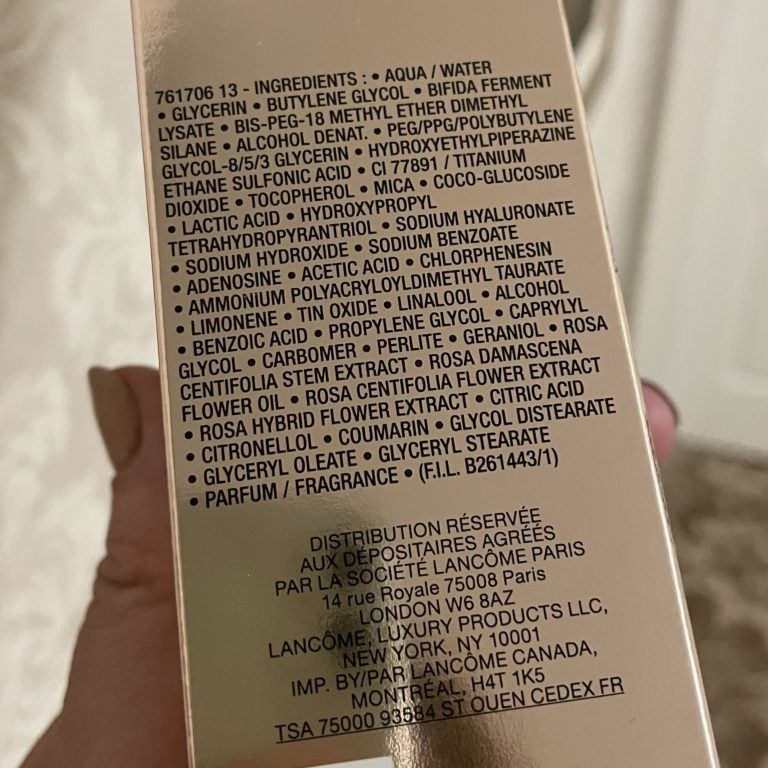 761706 13 - INGREDIENTS : • AQUA / WATER
• GLYCERIN • BUTYLENE GLYCOL • BIFIDA FERMENT
LYSATE • BIS-PEG-18 METHYL ETHER DIMETHYL
SILANE • ALCOHOL DENAT. • PEG/PPG/POLYBUTYLENE
GLYCOL-8/5/3 GLYCERIN • HYDROXYETHYLPIPERAZINE
ETHANE SULFONIC ACID • CI 77891 / TITANIUM
DIOXIDE • TOCOPHEROL • MICA • COCO-GLUCOSIDE
• LACTIC ACID • HYDROXYPROPYL
TETRAHYDROPYRANTRIOL • SODIUM HYALURONATE
• SODIUM HYDROXIDE • SODIUM BENZOATE
• ADENOSINE • ACETIC ACID • CHLORPHENESIN
• AMMONIUM POLYACRYLOYLDIMETHYL TAURATE
• LIMONENE • TIN OXIDE • LINALOOL • ALCOHOL
• BENZOIC ACID • PROPYLENE GLYCOL • CAPRYLYL
GLYCOL • CARBOMER • PERLITE • GERANIOL • ROSA
CENTIFOLIA STEM EXTRACT • ROSA DAMASCENA
FLOWER OIL • ROSA CENTIFOLIA FLOWER EXTRACT
• ROSA HYBRID FLOWER EXTRACT • CITRIC ACID
• CITRONELLOL • COUMARIN • GLYCOL DISTEARATE
• GLYCERYL OLEATE • GLYCERYL STEARATE
• PARFUM / FRAGRANCE • (F.I.L. B261443/1)
DISTRIBUTION RÉSERVÉE
AUX DÉPOSITAIRES AGRÉÉS
PAR LA SOCIÉTÉ LANCÔME PARIS
14 rue Royale 75008 Paris
LONDON W6 8AZ
LANCÔME, LUXURY PRODUCTS LLC,
NEW YORK, NY 10001
IMP. BY/PAR LANCÔME CANADA,
MONTRÉAL, H4T 1K5
TSA 75000 93584 ST OUEN CEDEX FR